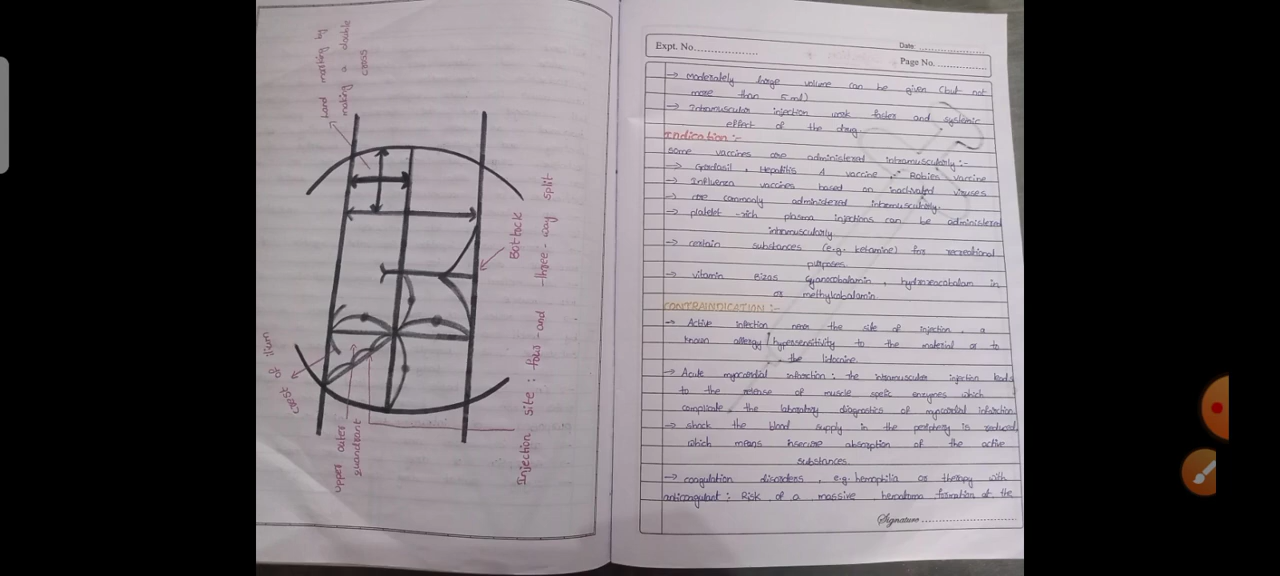 Land marking by
making a double
cross
Buttock
crest of ilium
upper outer
quandrant
Injection site : four - and - three - way split-
Expt. No.
Date
Page No.
→ Moderately large volume can be given (but not
more than 5 ml)
→ Intramuscular injection work faster and systemic
effect of the drug.
Indication :-
Some vaccines are administered intramuscularly :-
→ Gardasil , Hepatitis A vaccine , Rabies vaccine
→ Influenza vaccines based on inactivated viruses
→ are commonly administered intramuscularly.
→ platelet -rich plasma injections can be administered
intramuscularly
→ certain substances (e.g. ketamine) for recreational
purposes
→ vitamin Cyanocobalamin , in
or methylcobalamin
CONTRAINDICATION :-
→ Active infection near the site of injection , a
known allergy / hypersensitivity to the material or to
the lidocaine.
→ Acute myocardial infarction : the intramuscular injection leads
to the release of muscle enzymes which
complicate the laboratory diagnostics of myocardial infarction
→ shock the blood supply in the periphery is reduced,
which means absorption of the active
substances.
→ coagulation disorders , e.g. hemophilia or therapy with
: Risk of a massive hematoma formation at the
Signature